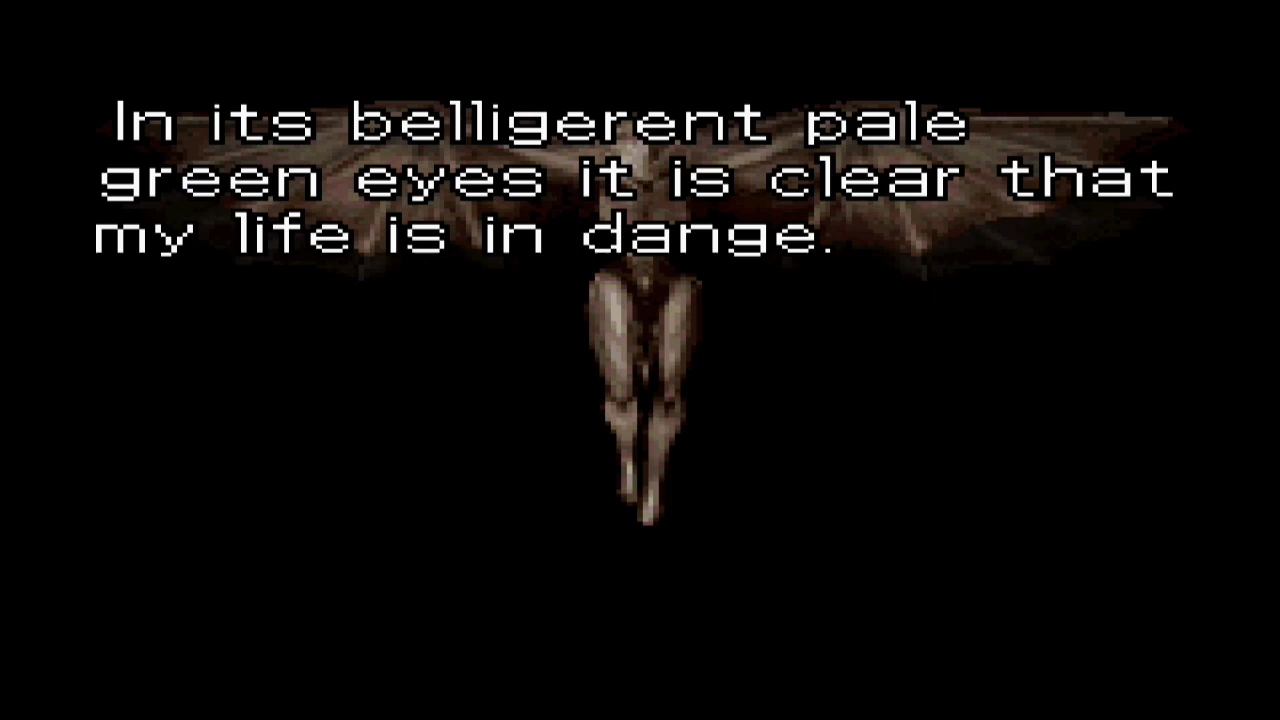 In its belligerent pale
green eyes it is clear that
my life is in dange.